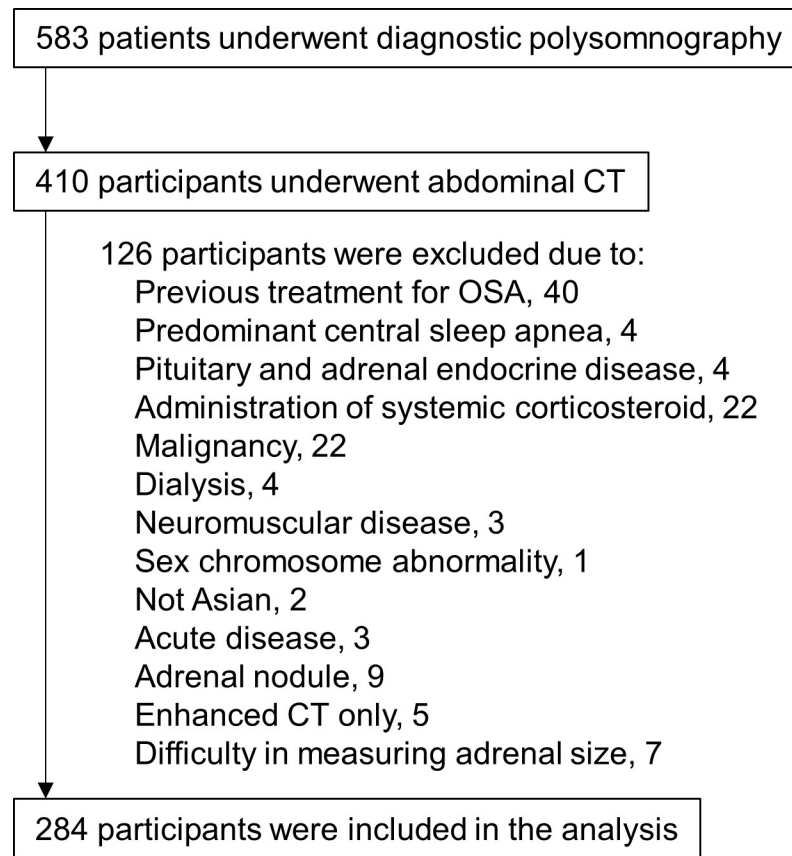 583 patients underwent diagnostic polysomnography
410 participants underwent abdominal CT
126 participants were excluded due to:
Previous treatment for OSA, 40
Predominant central sleep apnea, 4
Pituitary and adrenal endocrine disease, 4
Administration of systemic corticosteroid, 22
Malignancy, 22
Dialysis, 4
Neuromuscular disease, 3
Sex chromosome abnormality, 1
Not Asian, 2
Acute disease, 3
Adrenal nodule, 9
Enhanced CT only, 5
Difficulty in measuring adrenal size, 7
284 participants were included in the analysis